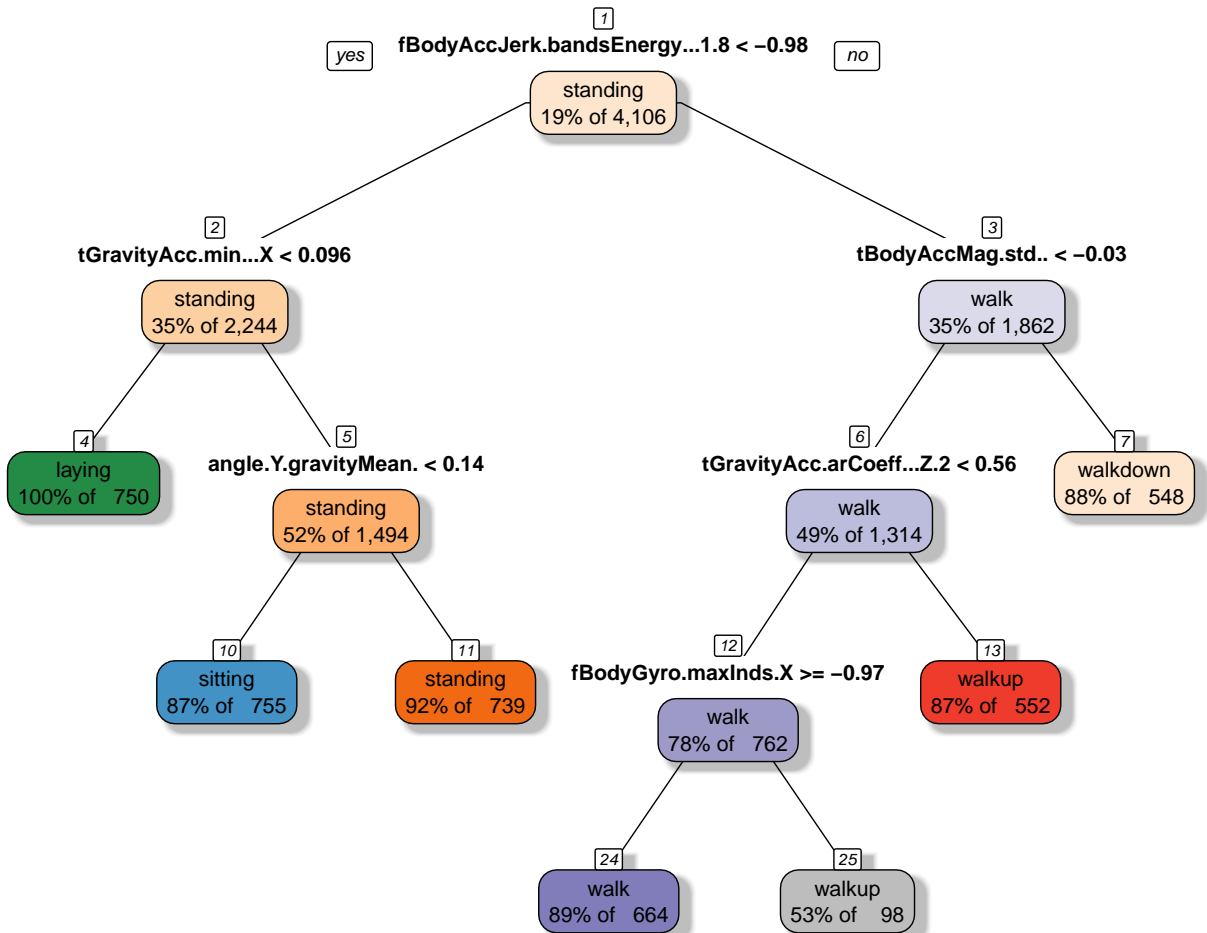 1
fBodyAccJerk.bandsEnergy...1.8 < −0.98
yes
no
standing
19% of 4,106
2
tGravityAcc.min...X < 0.096
3
tBodyAccMag.std.. < −0.03
standing
35% of 2,244
walk
35% of 1,862
4
laying
100% of 750
5
angle.Y.gravityMean. < 0.14
6
tGravityAcc.arCoeff...Z.2 < 0.56
7
walkdown
88% of 548
standing
52% of 1,494
walk
49% of 1,314
10
sitting
87% of 755
11
standing
92% of 739
12
fBodyGyro.maxInds.X >= −0.97
13
walkup
87% of 552
walk
78% of 762
24
walk
89% of 664
25
walkup
53% of 98